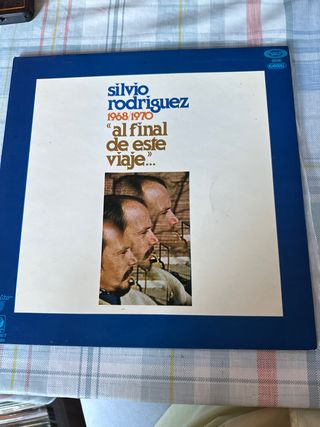 silvio
rodriguez
1968/1970
«al final
de este
viaje»...